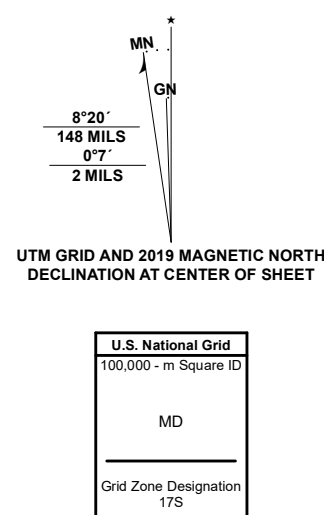 ★
MN
GN
8°20´
148 MILS
0°7´
2 MILS
UTM GRID AND 2019 MAGNETIC NORTH
DECLINATION AT CENTER OF SHEET
U.S. National Grid
100,000 - m Square ID
MD
Grid Zone Designation
17S